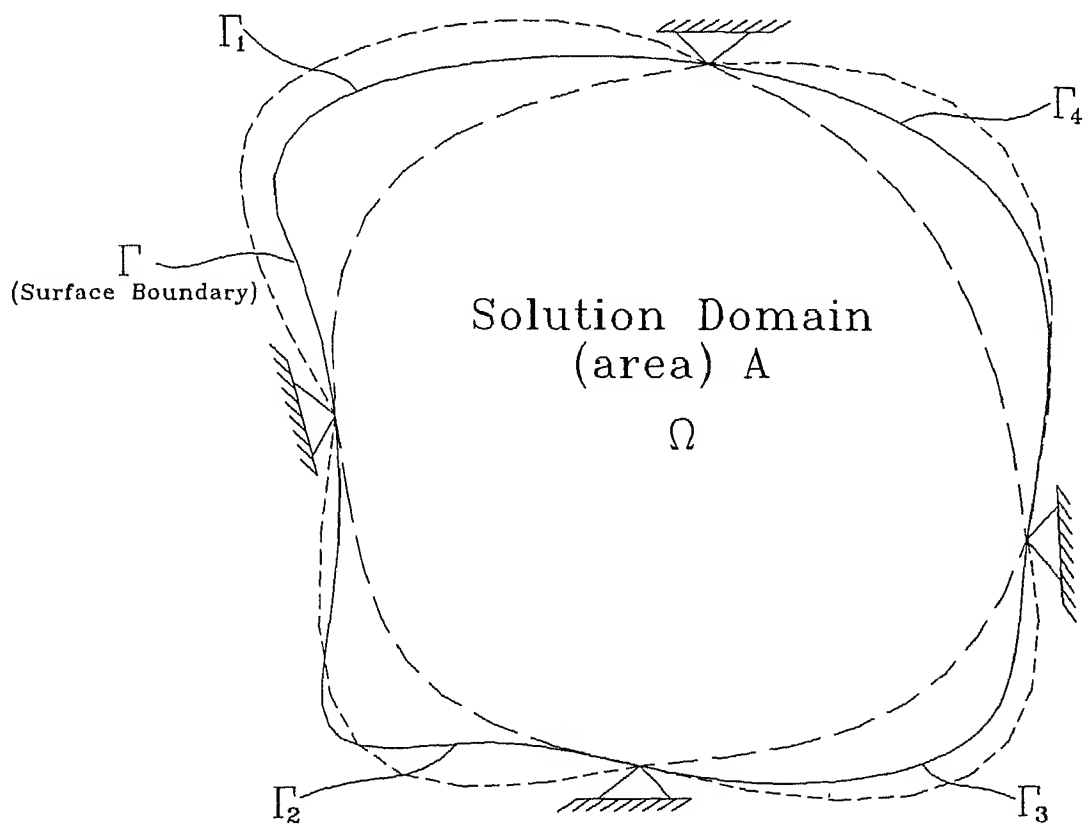 Γ1
Γ4
Γ
(Surface Boundary)
Solution Domain
(area) A
Ω
Γ2
Γ3